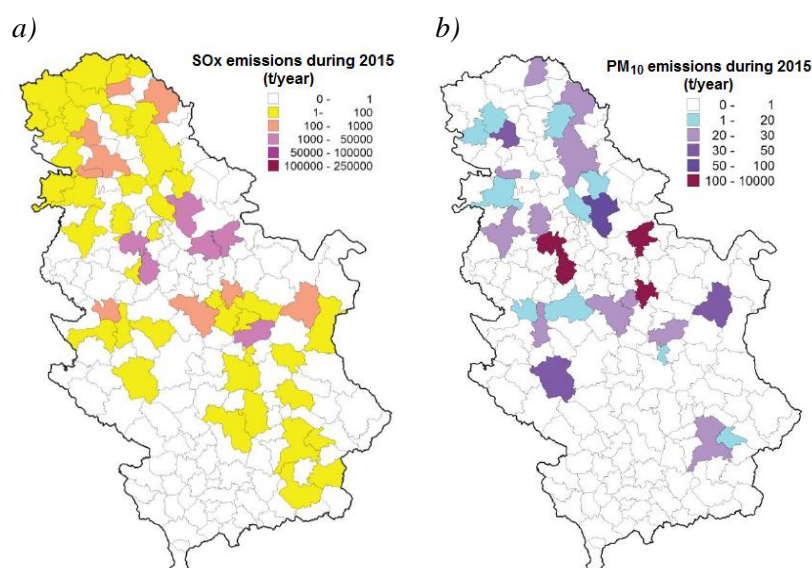 a)
SOx emissions during 2015
(t/year)
0 - 1
1 - 100
100 - 1000
1000 - 50000
50000 - 100000
100000 - 250000
b)
PM10 emissions during 2015
(t/year)
0 - 1
1 - 20
20 - 30
30 - 50
50 - 100
100 - 10000